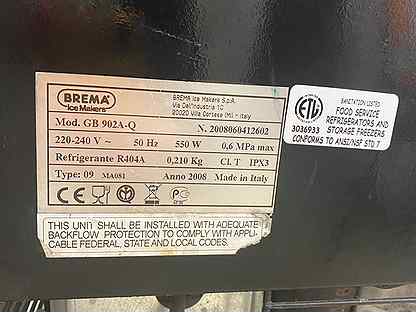 BREMA
Ice Makers
BREMA Ice Makers S.p.A.
Via Dell'Industria 10
20020 Villa Cortese (MI) - Italy
Mod. GB 902A-Q
N. 2008060412602
220-240 V ~ 50 Hz 550 W 0,6 MPa max
Refrigerante R404A 0,210 Kg Cl. T IPX3
Type: 09 MA081 Anno 2008 Made in Italy
CE
THIS UNIT SHALL BE INSTALLED WITH ADEQUATE
BACKFLOW PROTECTION TO COMPLY WITH APPLI-
CABLE FEDERAL, STATE AND LOCAL CODES.
ETL
3036933
SANITATION LISTED
FOOD SERVICE
REFRIGERATORS AND
STORAGE FREEZERS
CONFORMS TO ANSI/NSF STD 7